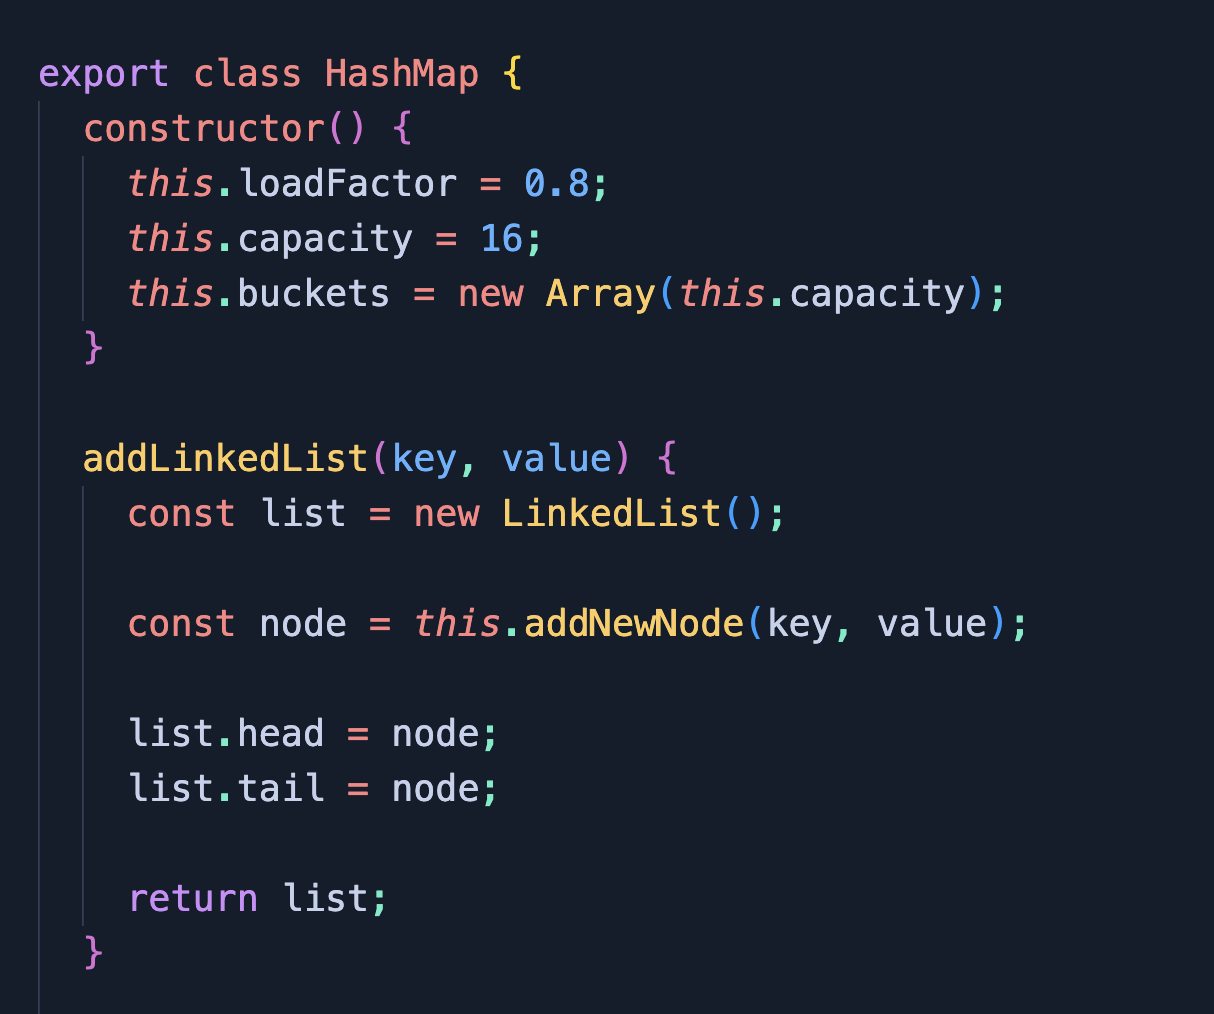 export class HashMap {
constructor() {
this.loadFactor = 0.8;
this.capacity = 16;
this.buckets = new Array(this.capacity);
}
addLinkedList(key, value) {
const list = new LinkedList();
const node = this.addNewNode(key, value);
list.head = node;
list.tail = node;
return list;
}